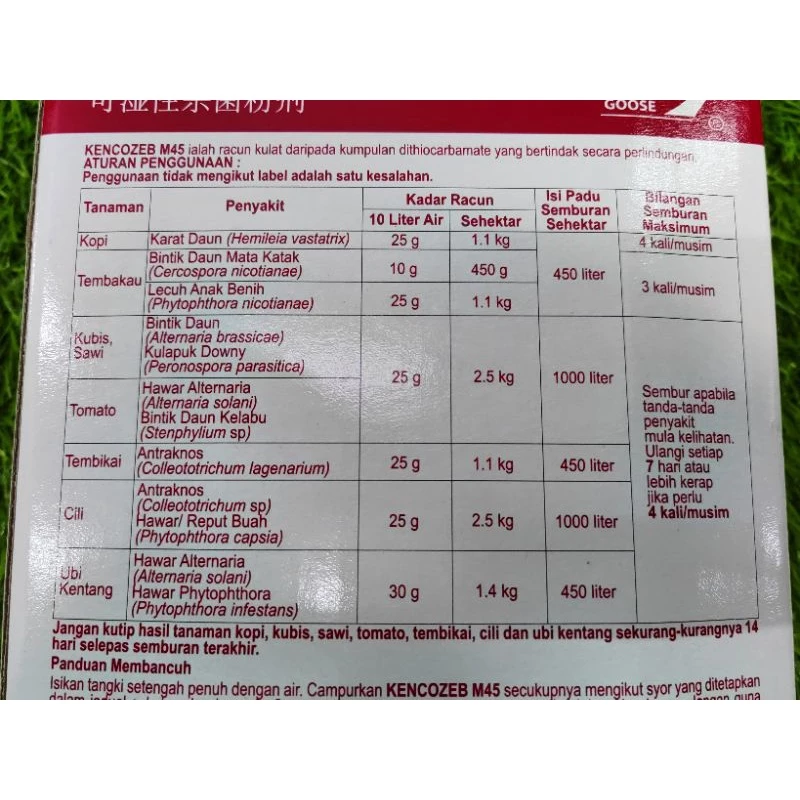 可湿性杀菌粉剂
GOOSE
®
KENCOZEB M45 ialah racun kulat daripada kumpulan dithiocarbamate yang bertindak secara perlindungan.
ATURAN PENGGUNAAN :
Penggunaan tidak mengikut label adalah satu kesalahan.
Tanaman Penyakit Kadar Racun Isi Padu Semburan Sehektar Bilangan Semburan Maksimum
10 Liter Air Sehektar
Kopi Karat Daun (Hemileia vastatrix) 25 g 1.1 kg 450 liter 4 kali/musim
Tembakau Bintik Daun Mata Katak
(Cercospora nicotianae) 10 g 450 g 3 kali/musim
Lecuh Anak Benih
(Phytophthora nicotianae) 25 g 1.1 kg
Kubis,
Sawi
Bintik Daun
(Alternaria brassicae)
Kulapuk Downy
(Peronospora parasitica)
25 g 2.5 kg 1000 liter
Tomato
Hawar Alternaria
(Alternaria solani)
Bintik Daun Kelabu
(Stenphylium sp)
Tembikai Antraknos
(Colleototrichum lagenarium) 25 g 1.1 kg 450 liter
Cili
Antraknos
(Colleototrichum sp)
Hawar/ Reput Buah
(Phytophthora capsia)
25 g 2.5 kg 1000 liter
Ubi
Kentang
Hawar Alternaria
(Alternaria solani)
Hawar Phytophthora
(Phytophthora infestans)
30 g 1.4 kg 450 liter
Sembur apabila
tanda-tanda
penyakit
mula kelihatan.
Ulangi setiap
7 hari atau
lebih kerap
jika perlu
4 kali/musim
Jangan kutip hasil tanaman kopi, kubis, sawi, tomato, tembikai, cili dan ubi kentang sekurang-kurangnya 14
hari selepas semburan terakhir.
Panduan Membancuh
Isikan tangki setengah penuh dengan air. Campurkan KENCOZEB M45 secukupnya mengikut syor yang ditetapkan